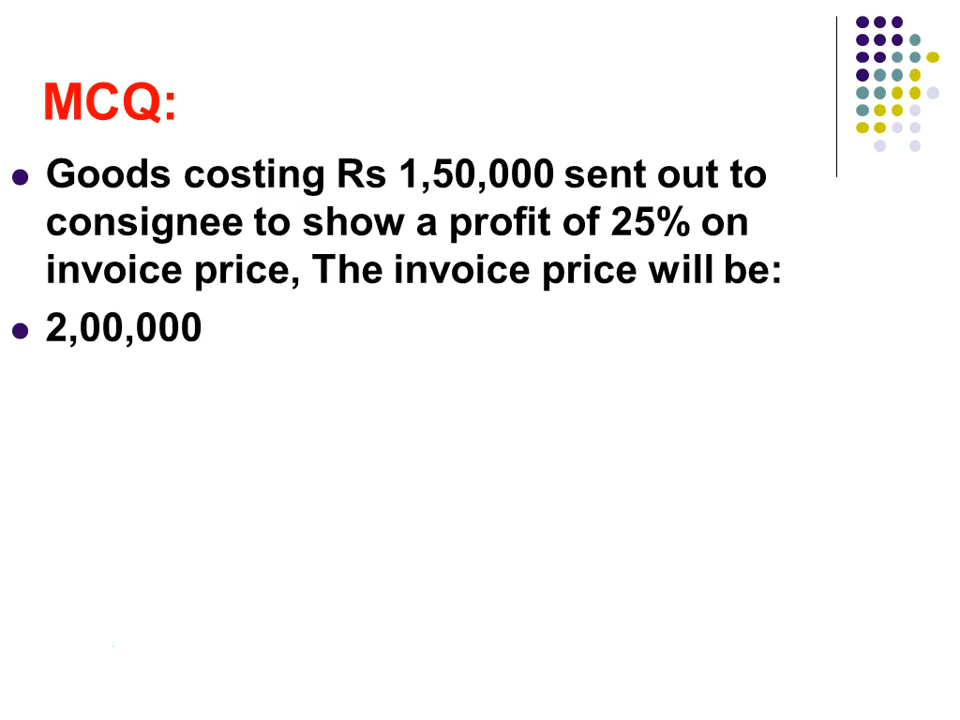 MCQ:
Goods costing Rs 1,50,000 sent out to
consignee to show a profit of 25% on
invoice price, The invoice price will be:
2,00,000